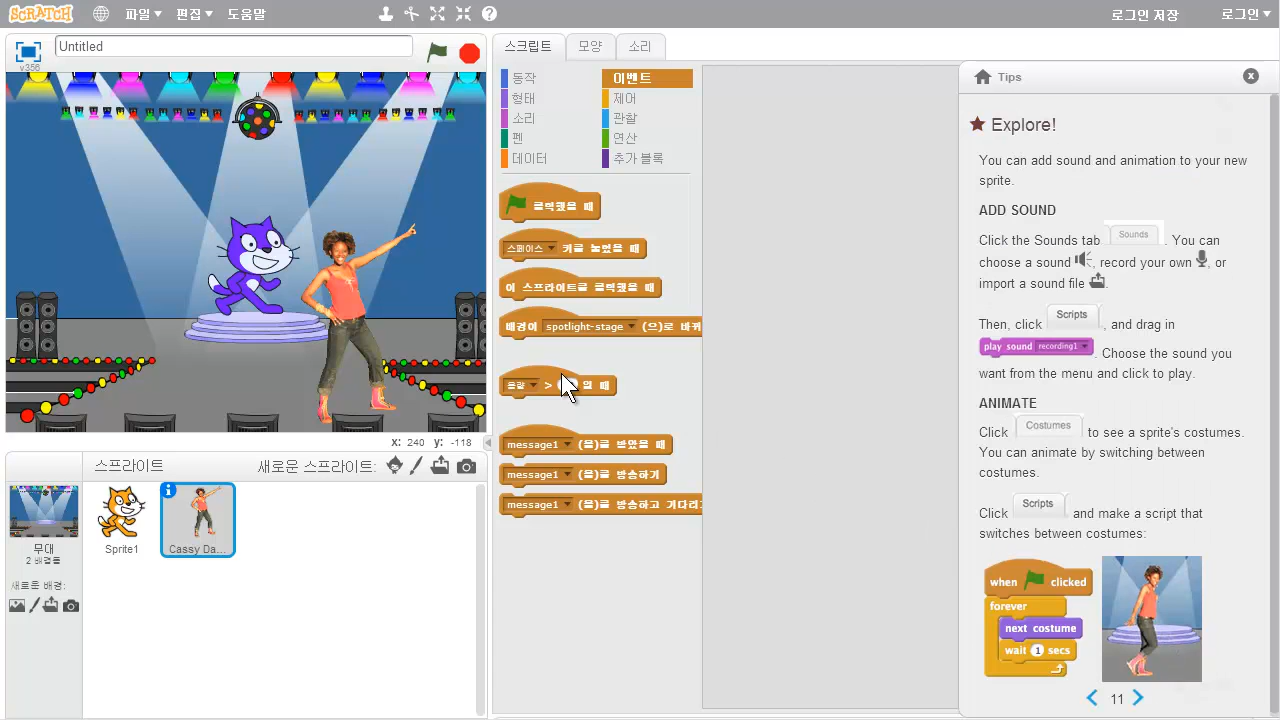 SCRATCH 파일 편집 도움말 로그인 저장 로그인
v356 Untitled
스크립트 모양 소리
동작 이벤트
형태 제어
소리 관찰
펜 연산
데이터 추가 블록
클릭했을 때
스페이스 키를 눌렀을 때
이 스프라이트를 클릭했을 때
배경이 spotlight-stage (으)로 바뀌
음량 > 일 때
message1 (을)를 받았을 때
message1 (을)를 방송하기
message1 (을)를 방송하고 기다리
x: 240 y: -118
스프라이트 새로운 스프라이트:
무대
2 배경들
새로운 배경:
Sprite1
Cassy Da...
Tips
Explore!
You can add sound and animation to your new
sprite.
ADD SOUND
Click the Sounds tab Sounds . You can
choose a sound , record your own , or
import a sound file .
Then, click Scripts , and drag in
play sound recording1 . Choose the sound you
want from the menu and click to play.
ANIMATE
Click Costumes to see a sprite's costumes.
You can animate by switching between
costumes.
Click Scripts and make a script that
switches between costumes:
when clicked
forever
next costume
wait 1 secs
11